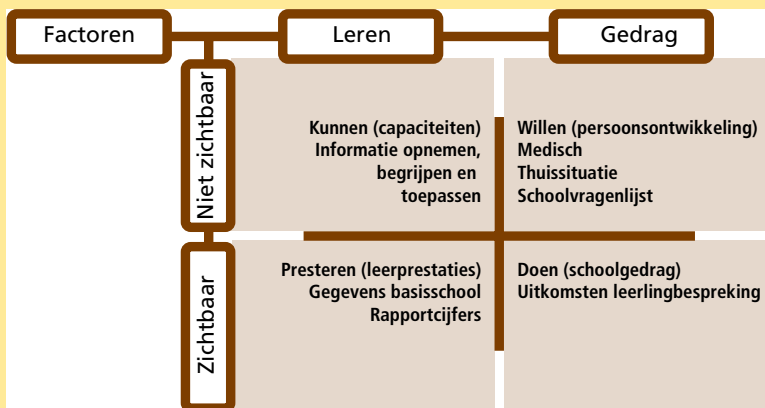 Factoren
Leren
Gedrag
Niet zichtbaar
Kunnen (capaciteiten)
Informatie opnemen,
begrijpen en
toepassen
Willen (persoonsontwikkeling)
Medisch
Thuissituatie
Schoolvragenlijst
Zichtbaar
Presteren (leerprestaties)
Gegevens basisschool
Rapportcijfers
Doen (schoolgedrag)
Uitkomsten leerlingbespreking